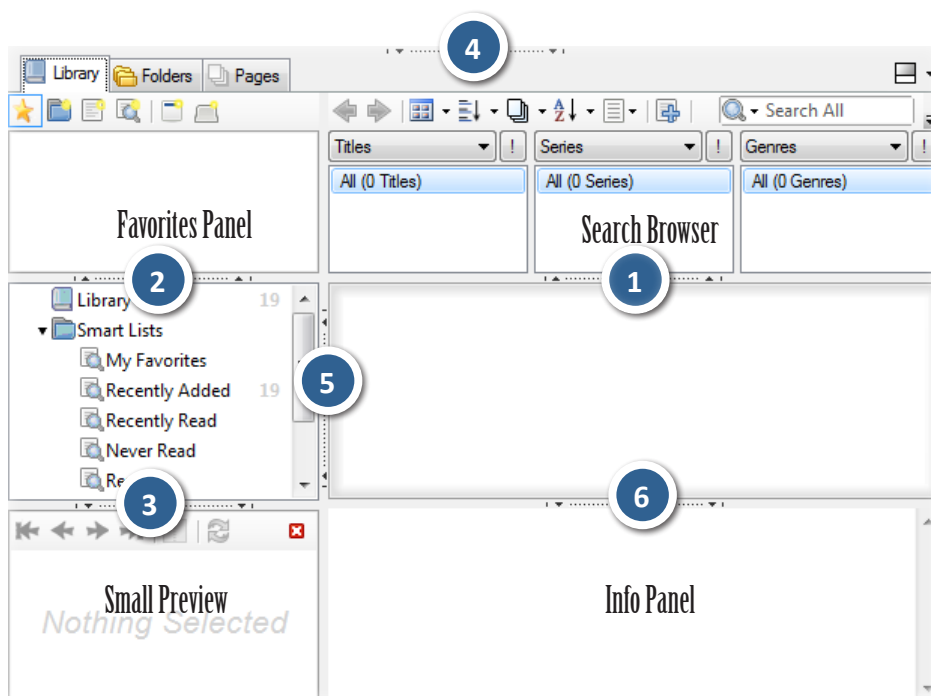 4
Library Folders Pages
Search All
Titles ! Series ! Genres !
All (0 Titles) All (0 Series) All (0 Genres)
Favorites Panel Search Browser
2 1
Library 19
Smart Lists
My Favorites
Recently Added 19
5
Recently Read
Never Read
Re
3 6
Small Preview Info Panel
Nothing Selected